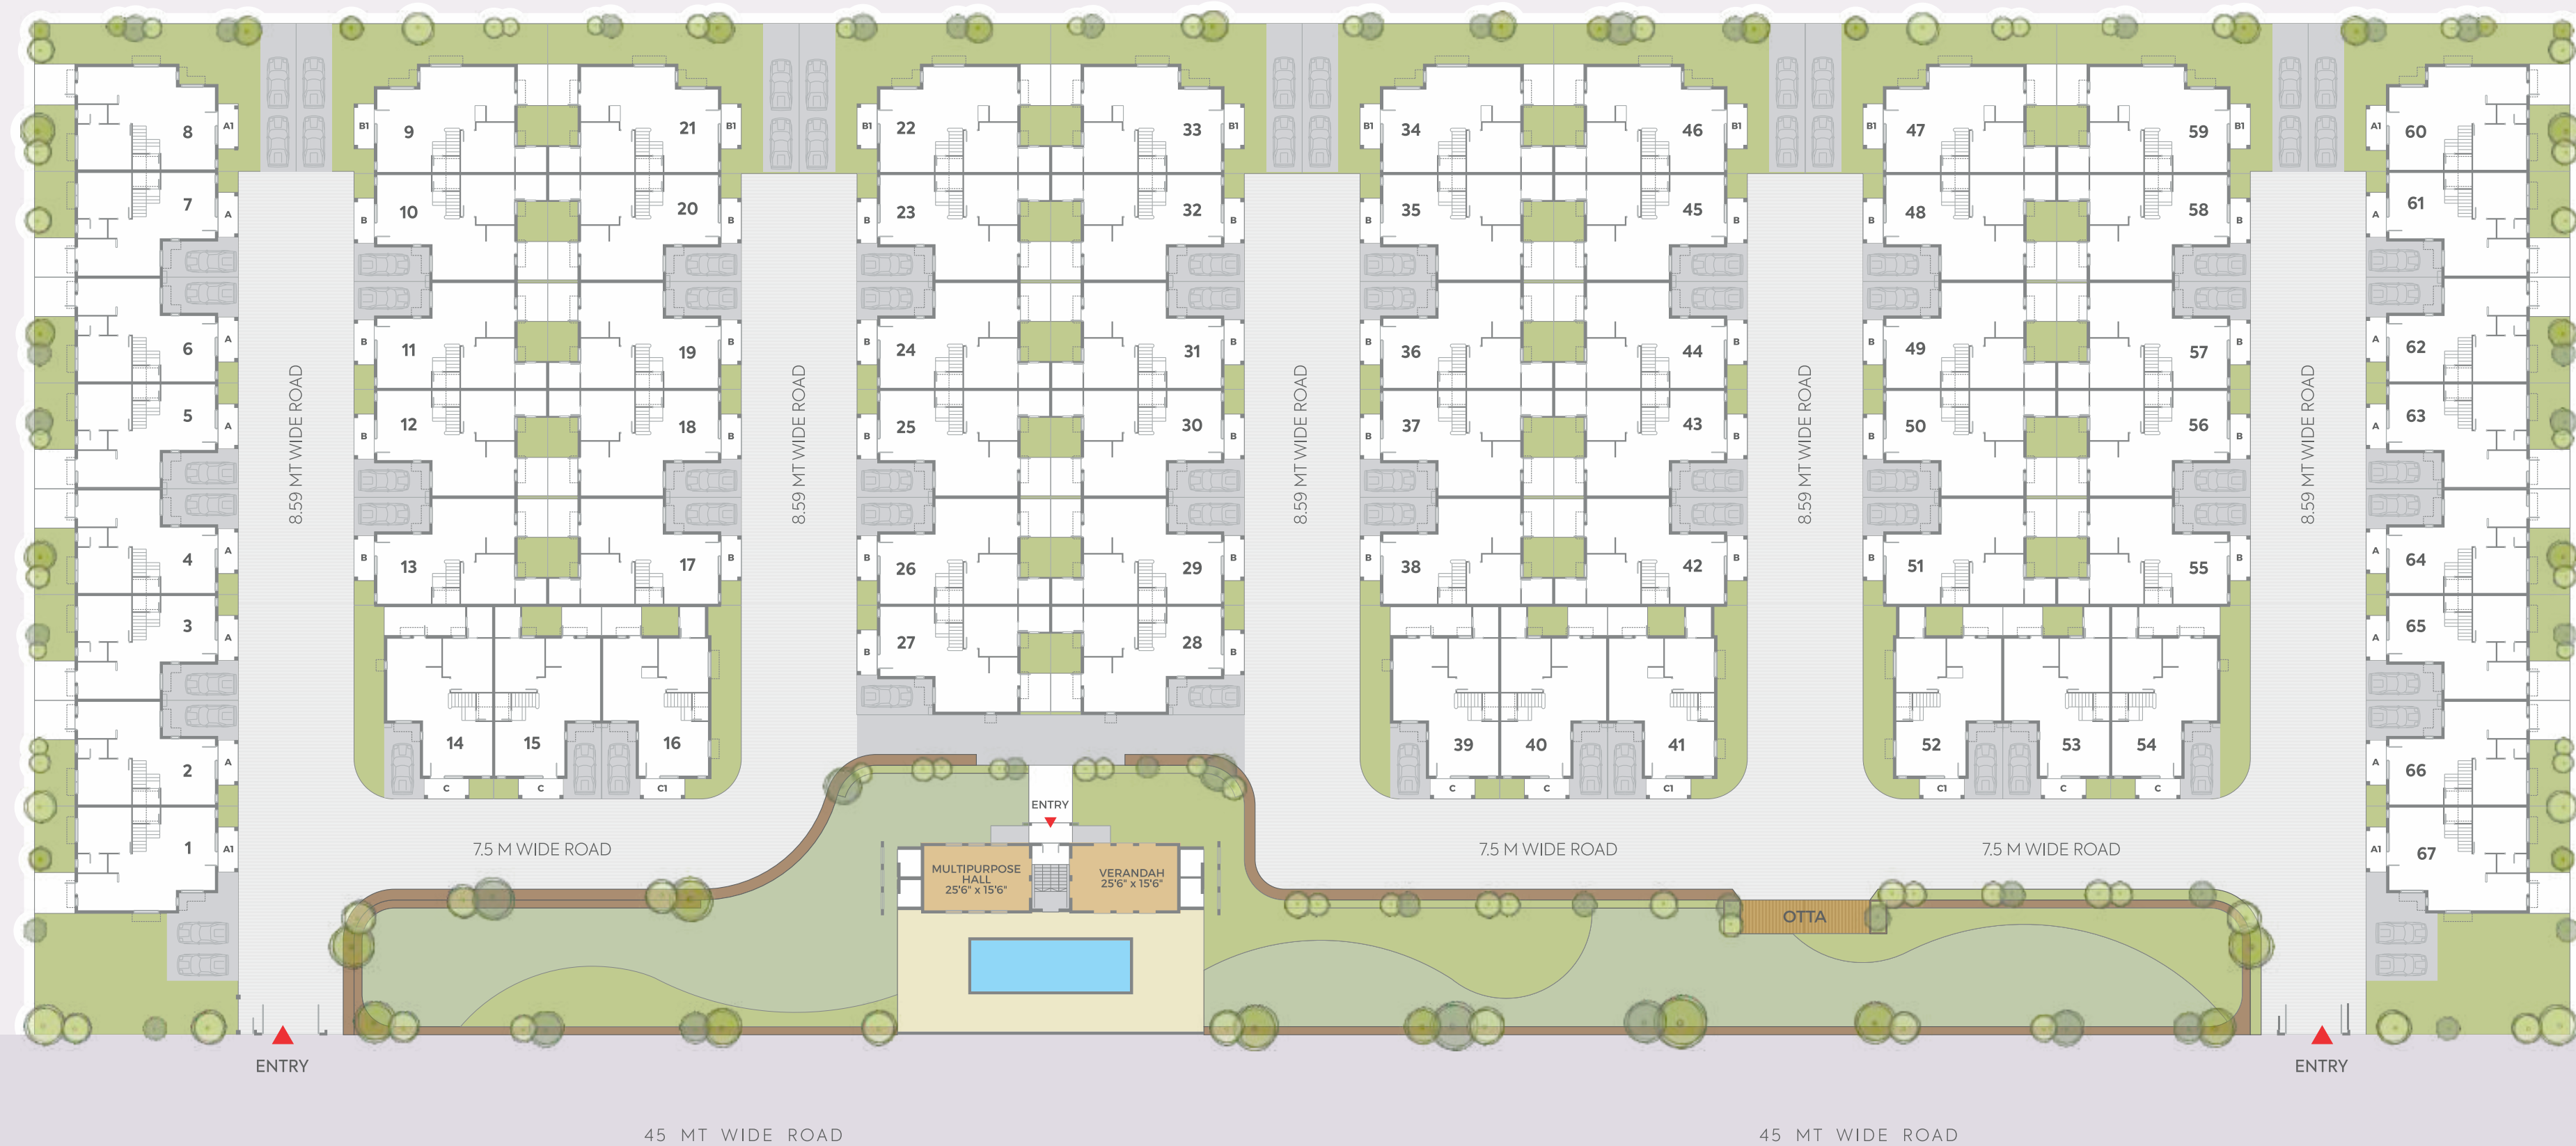 8
A1
B1
9
21
B1
B1
22
33
B1
B1
34
46
B1
B1
47
59
B1
A1
60
7
A
B
10
20
B
B
23
32
B
B
35
45
B
B
48
58
B
A
61
6
A
B
11
19
B
B
24
31
B
B
36
44
B
B
49
57
B
A
62
5
A
B
12
18
B
B
25
30
B
B
37
43
B
B
50
56
B
A
63
8.59 MT WIDE ROAD
8.59 MT WIDE ROAD
8.59 MT WIDE ROAD
8.59 MT WIDE ROAD
8.59 MT WIDE ROAD
4
A
B
13
17
B
B
26
29
B
B
38
42
B
B
51
55
B
A
64
3
A
B
27
28
B
A
65
2
A
14
15
16
39
40
41
52
53
54
A
66
C
C
C1
C
C
C1
C1
C
C
ENTRY
1
A1
7.5 M WIDE ROAD
7.5 M WIDE ROAD
7.5 M WIDE ROAD
A1
67
MULTIPURPOSE
HALL
25'6" x 15'6"
VERANDAH
25'6" x 15'6"
OTTA
ENTRY
ENTRY
45 MT WIDE ROAD
45 MT WIDE ROAD